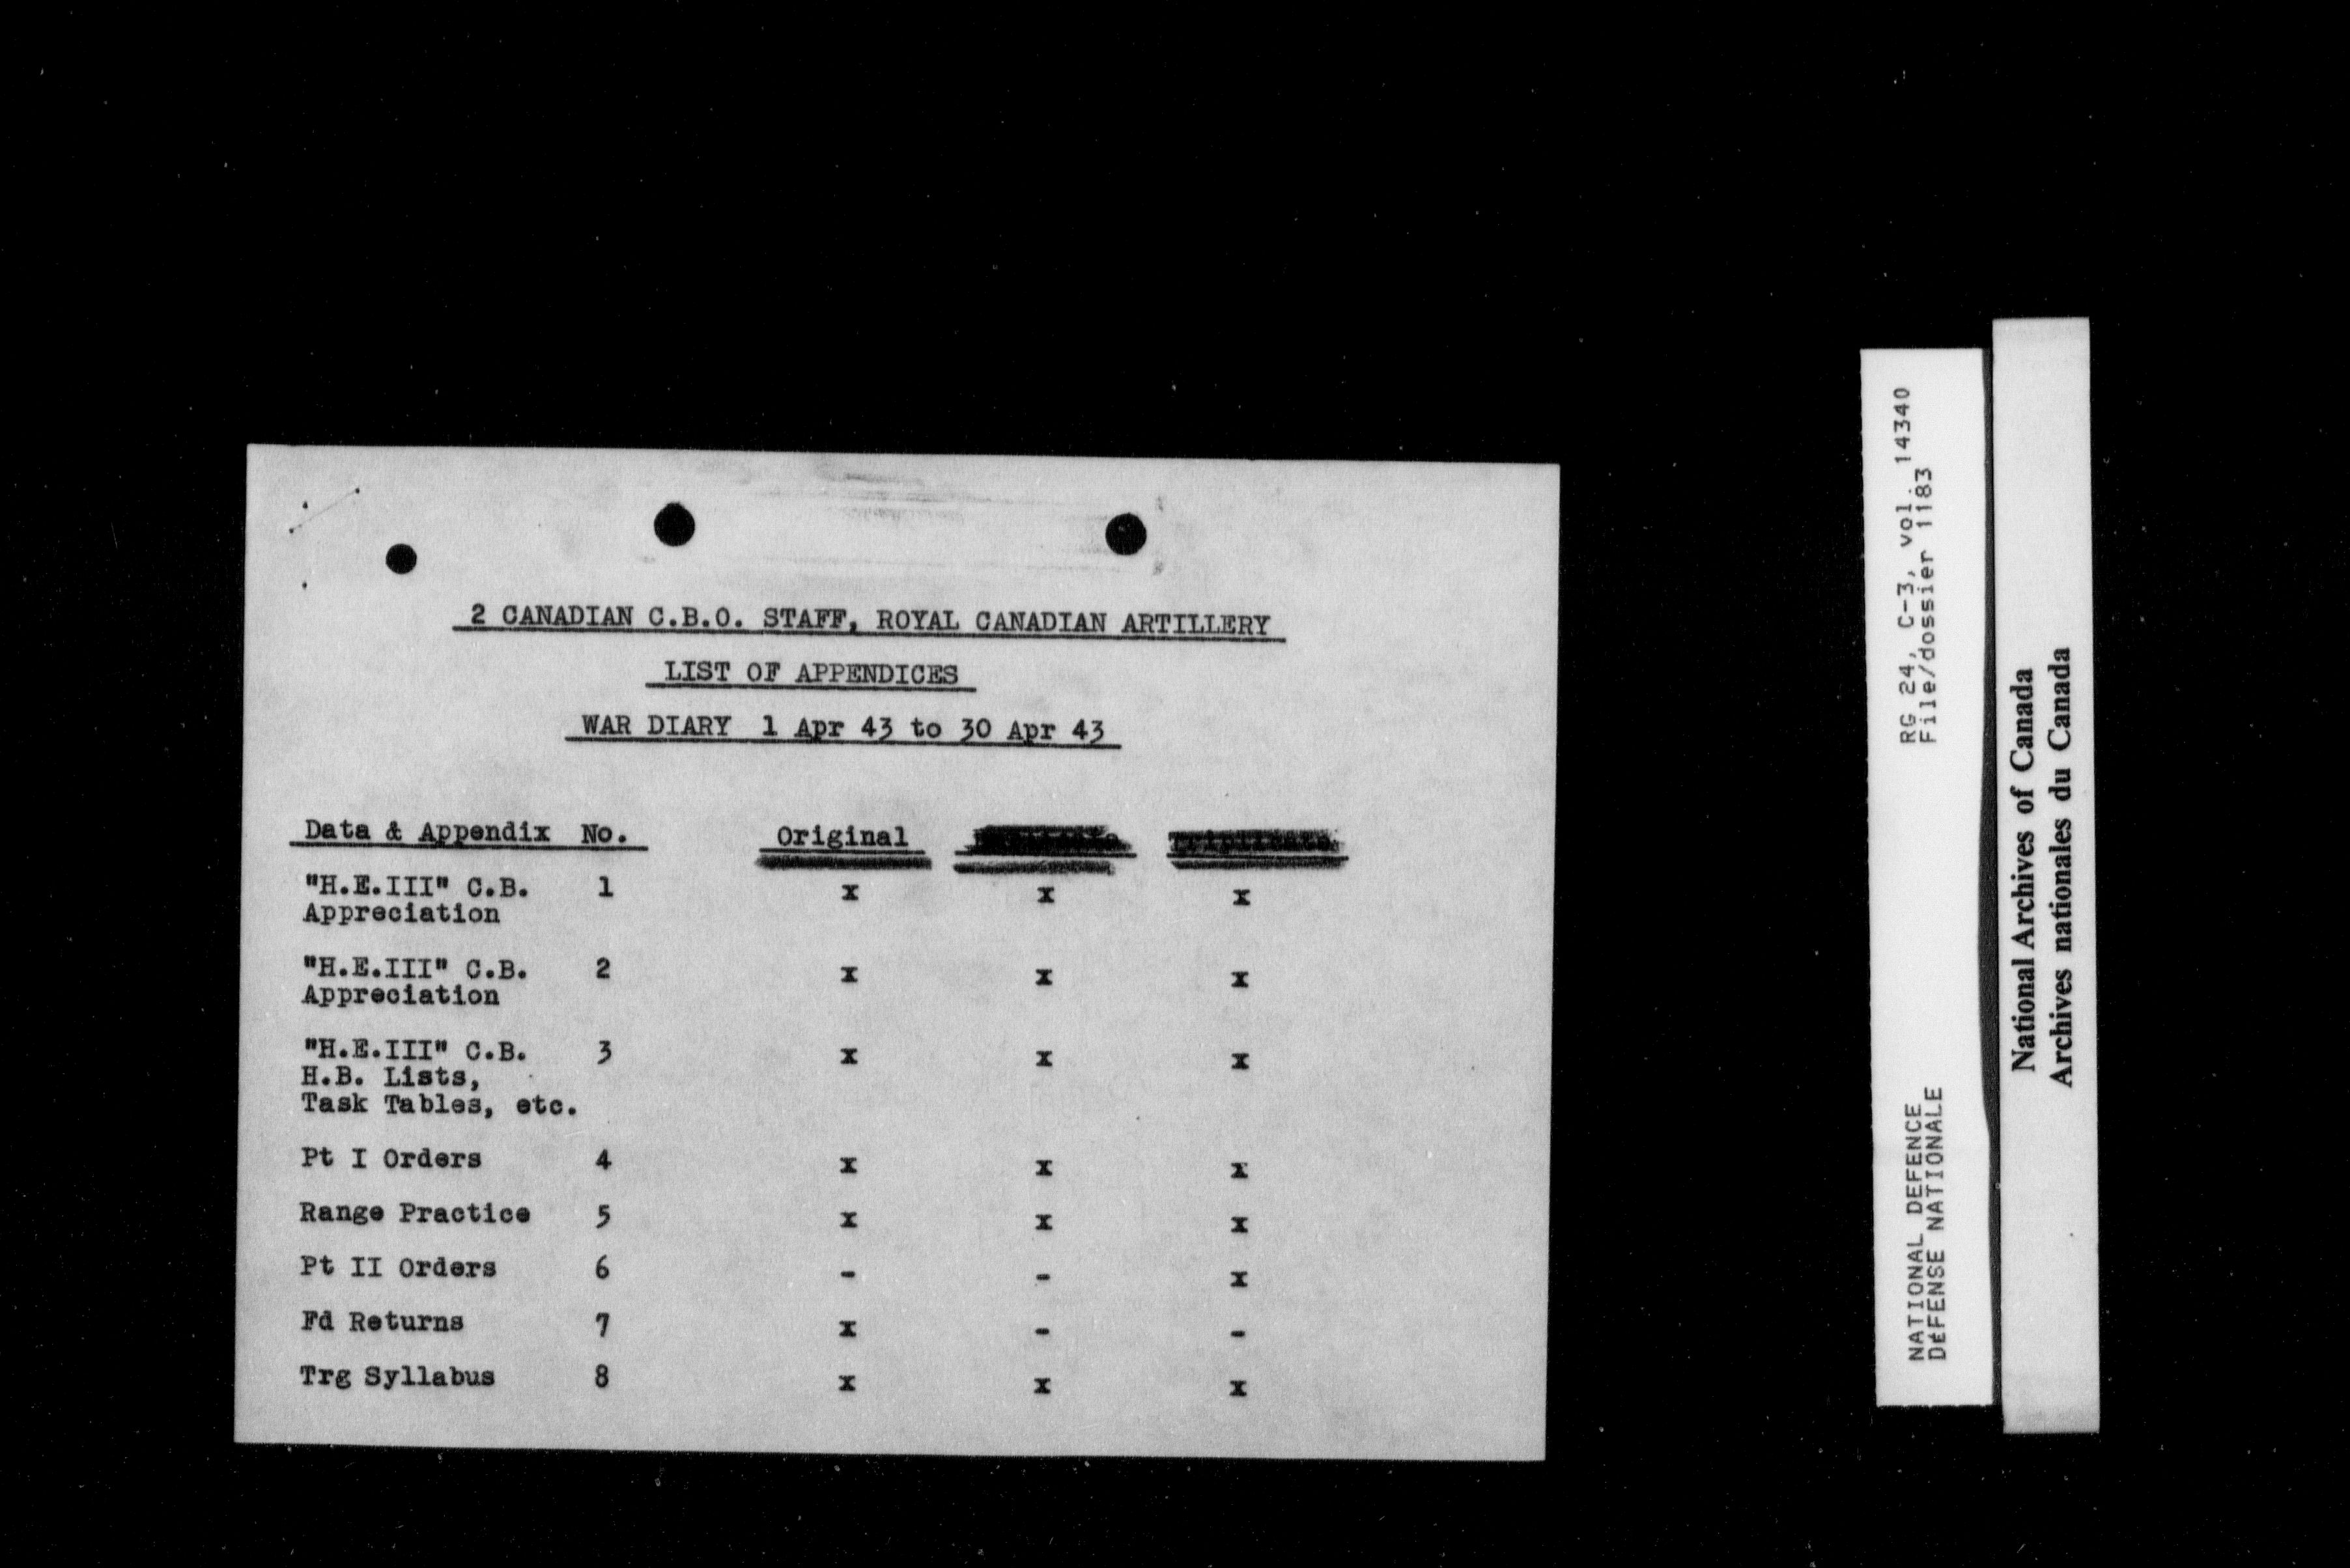 2 CANADIAN C.B.O. STAFF, ROYAL CANADIAN ARTILLERY
LIST OF APPENDICES
WAR DIARY 1 Apr 43 to 30 Apr 43
Data & Appendix No. Original Triplicate
"H.E.III" C.B. 1 x x x
Appreciation
"H.E.III" C.B. 2 x x x
Appreciation
"H.E.III" C.B. 3 x x x
H.B. Lists,
Task Tables, etc.
Pt I Orders 4 x x x
Range Practice 5 x x x
Pt II Orders 6 - - x
Fd Returns 7 x - -
Trg Syllabus 8 x x x
RG 24, C-3, vol. 14340
File/dossier 1183
NATIONAL DEFENCE
DÉFENSE NATIONALE
National Archives of Canada
Archives nationales du Canada